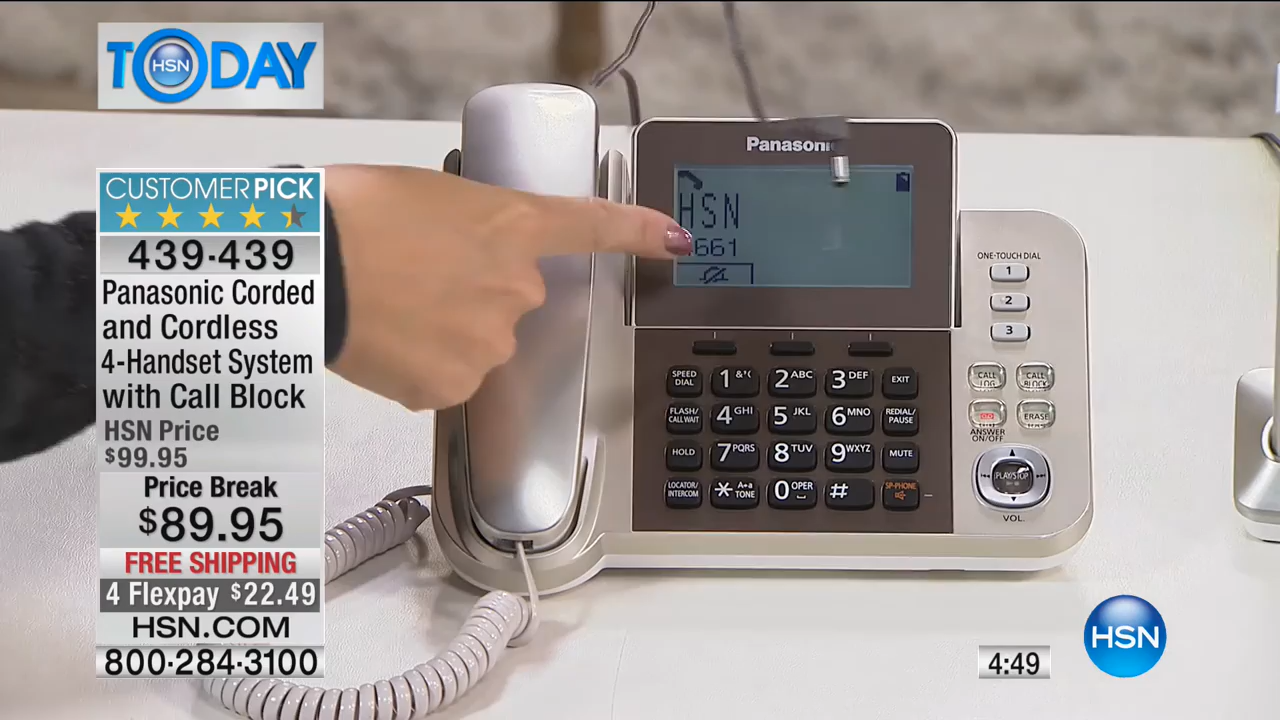 TODAY
HSN
CUSTOMER PICK
439-439
Panasonic Corded
and Cordless
4-Handset System
with Call Block
HSN Price
$99.95
Price Break
$89.95
FREE SHIPPING
4 Flexpay $22.49
HSN.COM
800-284-3100
Panasonic
HSN
661
ONE-TOUCH DIAL
1
2
3
SPEED DIAL
1
2 ABC
3 DEF
EXIT
CALL LOG
CALL BLOCK
FLASH/ CALL WAIT
4 GHI
5 JKL
6 MNO
REDIAL/ PAUSE
ERASE
ANSWER ON/OFF
HOLD
7 PQRS
8 TUV
9 WXYZ
MUTE
LOCATOR/ INTERCOM
* TONE
0 OPER
#
SP-PHONE
PLAY/STOP
VOL.
HSN
4:49